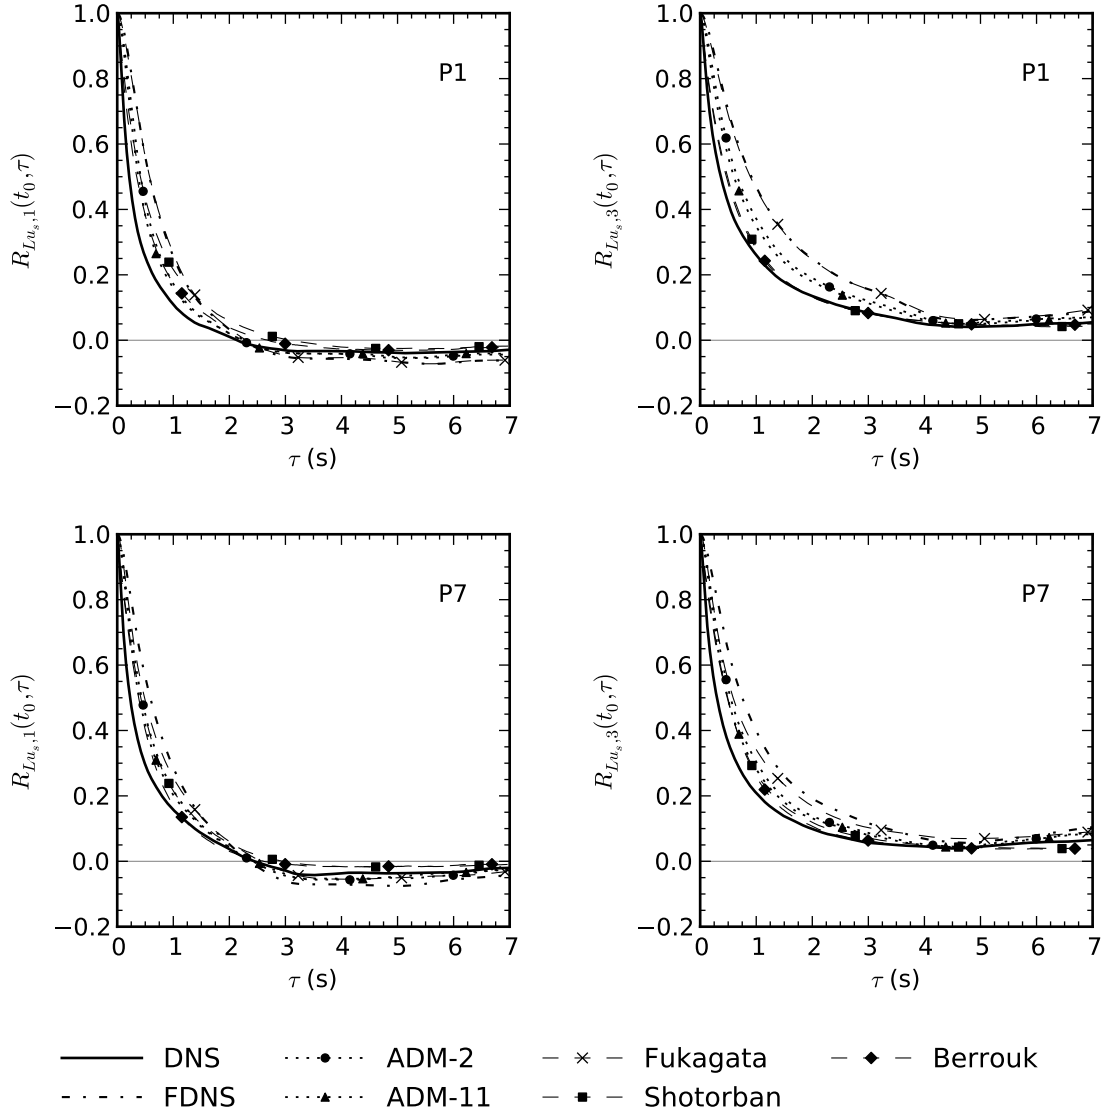 1.0
0.8
0.6
0.4
0.2
0.0
−0.2
R_{Lu_s,1}(t_0,τ)
P1
0 1 2 3 4 5 6 7
τ (s)
1.0
0.8
0.6
0.4
0.2
0.0
−0.2
R_{Lu_s,3}(t_0,τ)
P1
0 1 2 3 4 5 6 7
τ (s)
1.0
0.8
0.6
0.4
0.2
0.0
−0.2
R_{Lu_s,1}(t_0,τ)
P7
0 1 2 3 4 5 6 7
τ (s)
1.0
0.8
0.6
0.4
0.2
0.0
−0.2
R_{Lu_s,3}(t_0,τ)
P7
0 1 2 3 4 5 6 7
τ (s)
DNS ADM-2 Fukagata Berrouk
FDNS ADM-11 Shotorban